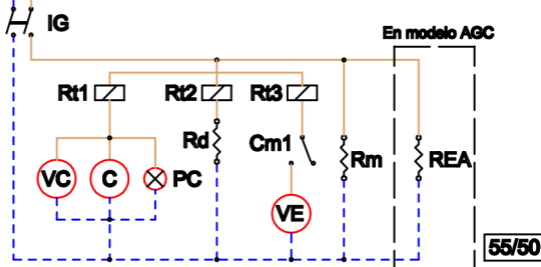 IG
En modelo AGC
Rt1
Rt2
Rt3
Rd
Cm1
Rm
REA
VC
C
PC
VE
55/50